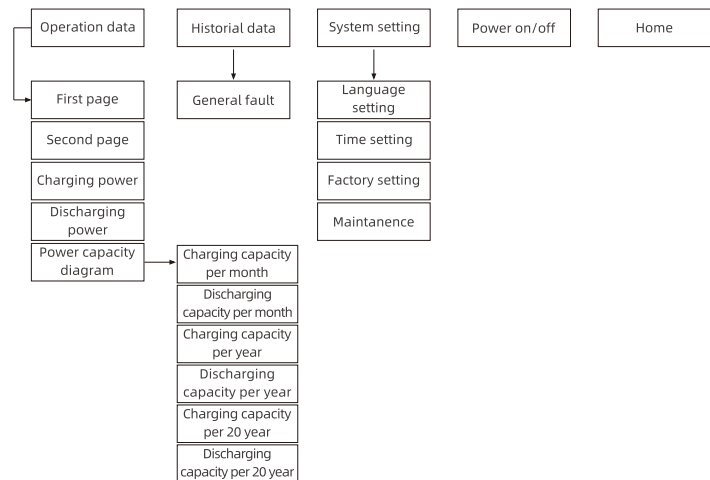 Operation data
Historial data
System setting
Power on/off
Home
First page
Second page
Charging power
Discharging
power
Power capacity
diagram
General fault
Language
setting
Time setting
Factory setting
Maintanence
Charging capacity
per month
Discharging
capacity per month
Charging capacity
per year
Discharging
capacity per year
Charging capacity
per 20 year
Discharging
capacity per 20 year